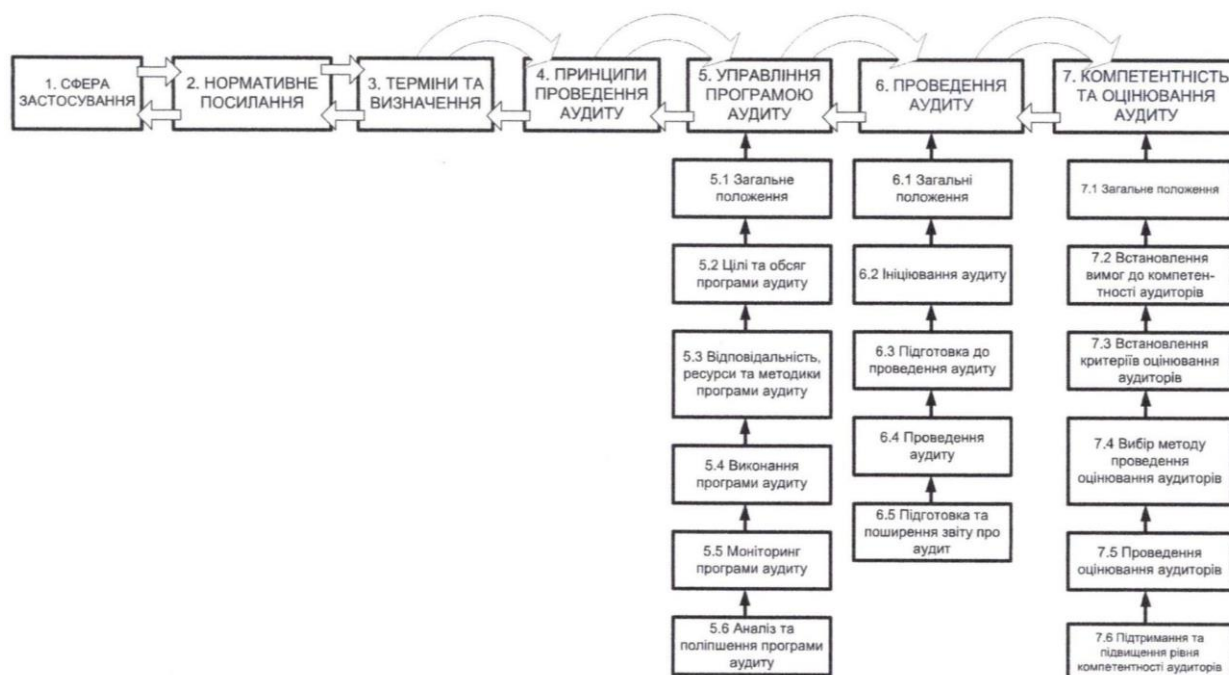 1. СФЕРА
ЗАСТОСУВАННЯ
2. НОРМАТИВНЕ
ПОСИЛАННЯ
3. ТЕРМІНИ ТА
ВИЗНАЧЕННЯ
4. ПРИНЦИПИ
ПРОВЕДЕННЯ
АУДИТУ
5. УПРАВЛІННЯ
ПРОГРАМОЮ
АУДИТУ
6. ПРОВЕДЕННЯ
АУДИТУ
7. КОМПЕТЕНТНІСТЬ
ТА ОЦІНЮВАННЯ
АУДИТУ
5.1 Загальне
положення
5.2 Цілі та обсяг
програми аудиту
5.3 Відповідальність,
ресурси та методики
програми аудиту
5.4 Виконання
програми аудиту
5.5 Моніторинг
програми аудиту
5.6 Аналіз та
поліпшення програми
аудиту
6.1 Загальні
положення
6.2 Ініціювання аудиту
6.3 Підготовка до
проведення аудиту
6.4 Проведення
аудиту
6.5 Підготовка та
поширення звіту про
аудит
7.1 Загальне положення
7.2 Встановлення
вимог до компетен-
тності аудиторів
7.3 Встановлення
критеріїв оцінювання
аудиторів
7.4 Вибір методу
проведення
оцінювання аудиторів
7.5 Проведення
оцінювання аудиторів
7.6 Підтримання та
підвищення рівня
компетентності аудиторів